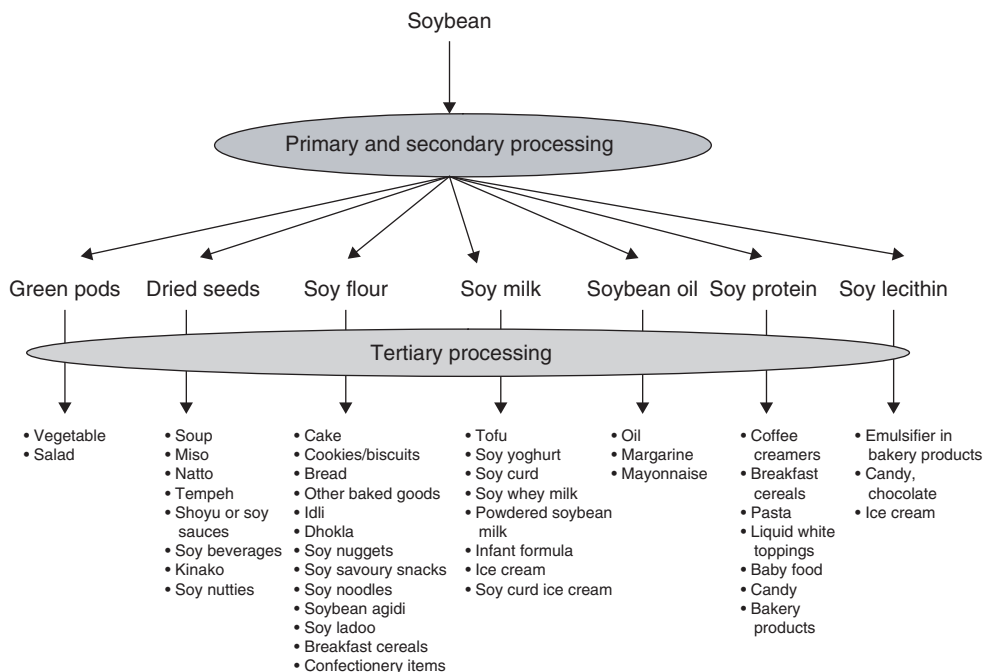 Soybean
Primary and secondary processing
Green pods
Dried seeds
Soy flour
Soy milk
Soybean oil
Soy protein
Soy lecithin
Tertiary processing
• Vegetable
• Salad
• Soup
• Miso
• Natto
• Tempeh
• Shoyu or soy
sauces
• Soy beverages
• Kinako
• Soy nutties
• Cake
• Cookies/biscuits
• Bread
• Other baked goods
• Idli
• Dhokla
• Soy nuggets
• Soy savoury snacks
• Soy noodles
• Soybean agidi
• Soy ladoo
• Breakfast cereals
• Confectionery items
• Tofu
• Soy yoghurt
• Soy curd
• Soy whey milk
• Powdered soybean
milk
• Infant formula
• Ice cream
• Soy curd ice cream
• Oil
• Margarine
• Mayonnaise
• Coffee
creamers
• Breakfast
cereals
• Pasta
• Liquid white
toppings
• Baby food
• Candy
• Bakery
products
• Emulsifier in
bakery products
• Candy,
chocolate
• Ice cream